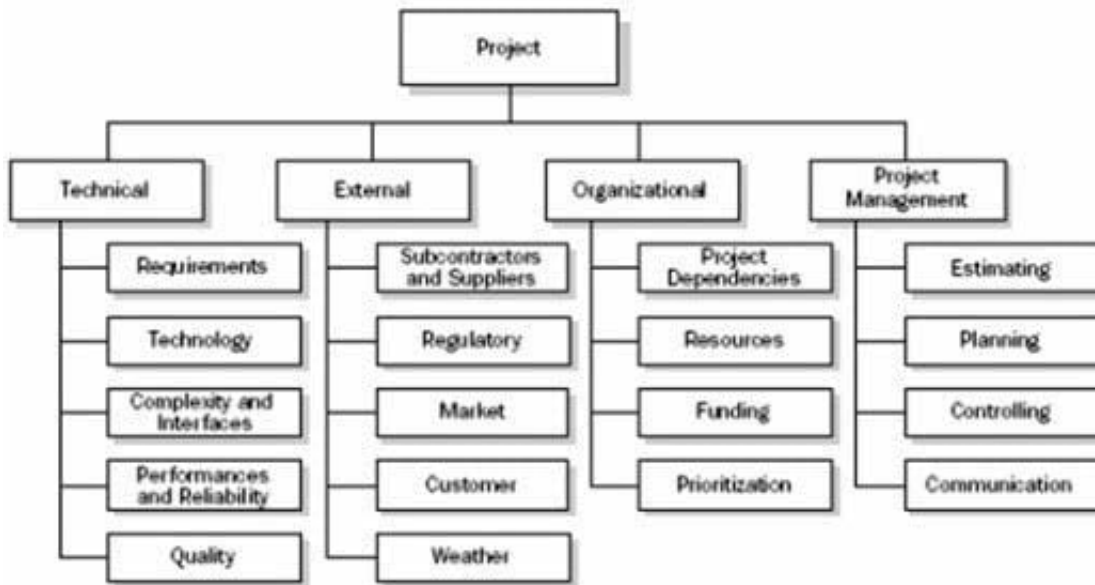 Project
Technical
External
Organizational
Project
Management
Requirements
Technology
Complexity and
Interfaces
Performances
and Reliability
Quality
Subcontractors
and Suppliers
Regulatory
Market
Customer
Weather
Project
Dependencies
Resources
Funding
Prioritization
Estimating
Planning
Controlling
Communication